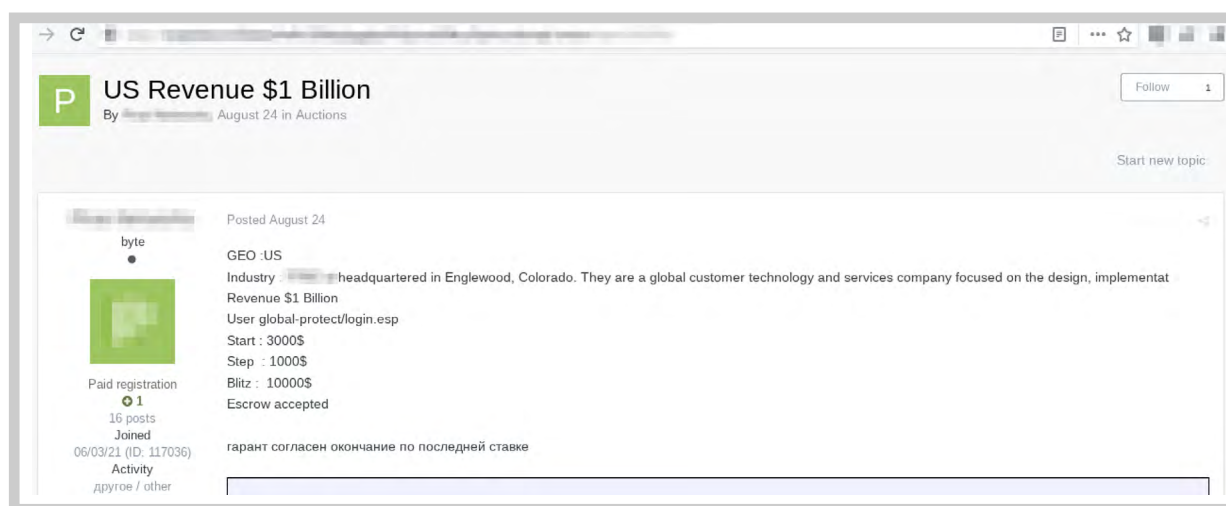 P
US Revenue $1 Billion
Follow 1
By August 24 in Auctions
Start new topic
Posted August 24
byte
GEO :US
Industry : headquartered in Englewood, Colorado. They are a global customer technology and services company focused on the design, implementat
Revenue $1 Billion
User global-protect/login.esp
Start : 3000$
Step : 1000$
Blitz : 10000$
Escrow accepted
гарант согласен окончание по последней ставке
Paid registration
1
16 posts
Joined
06/03/21 (ID: 117036)
Activity
другое / other